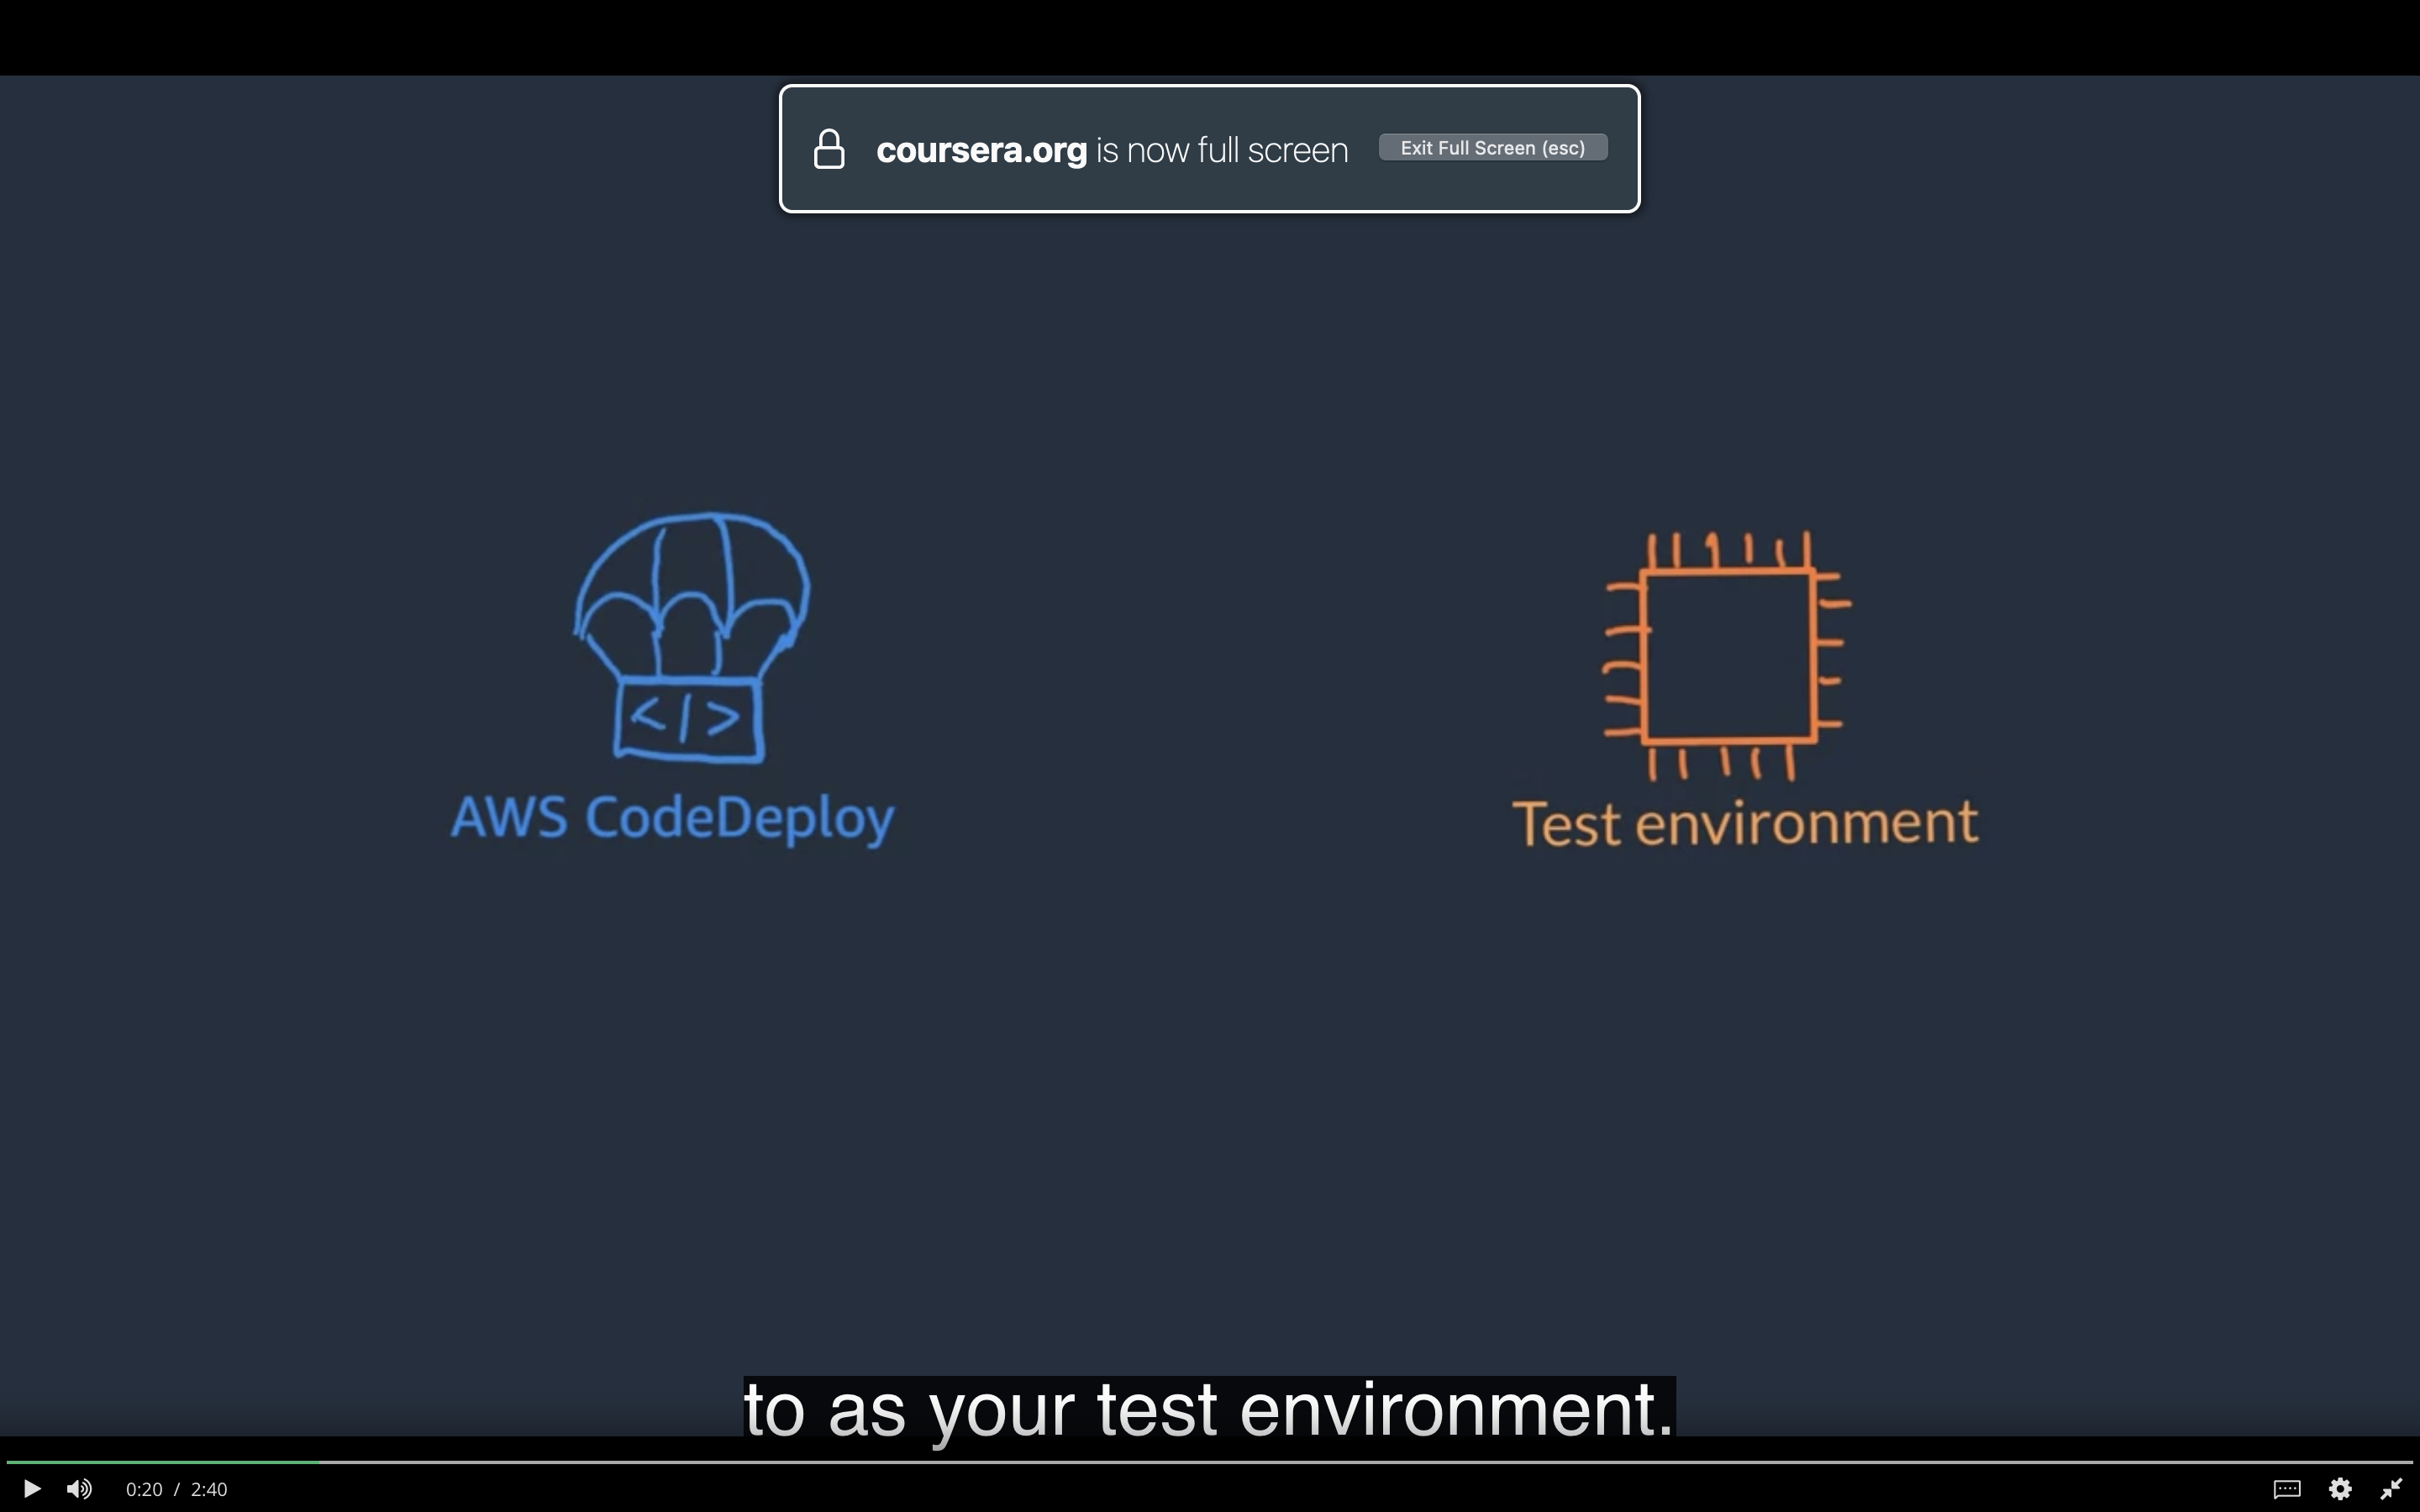 coursera.org is now full screen Exit Full Screen (esc)
</>
AWS CodeDeploy
Test environment
to as your test environment.
0:20 / 2:40